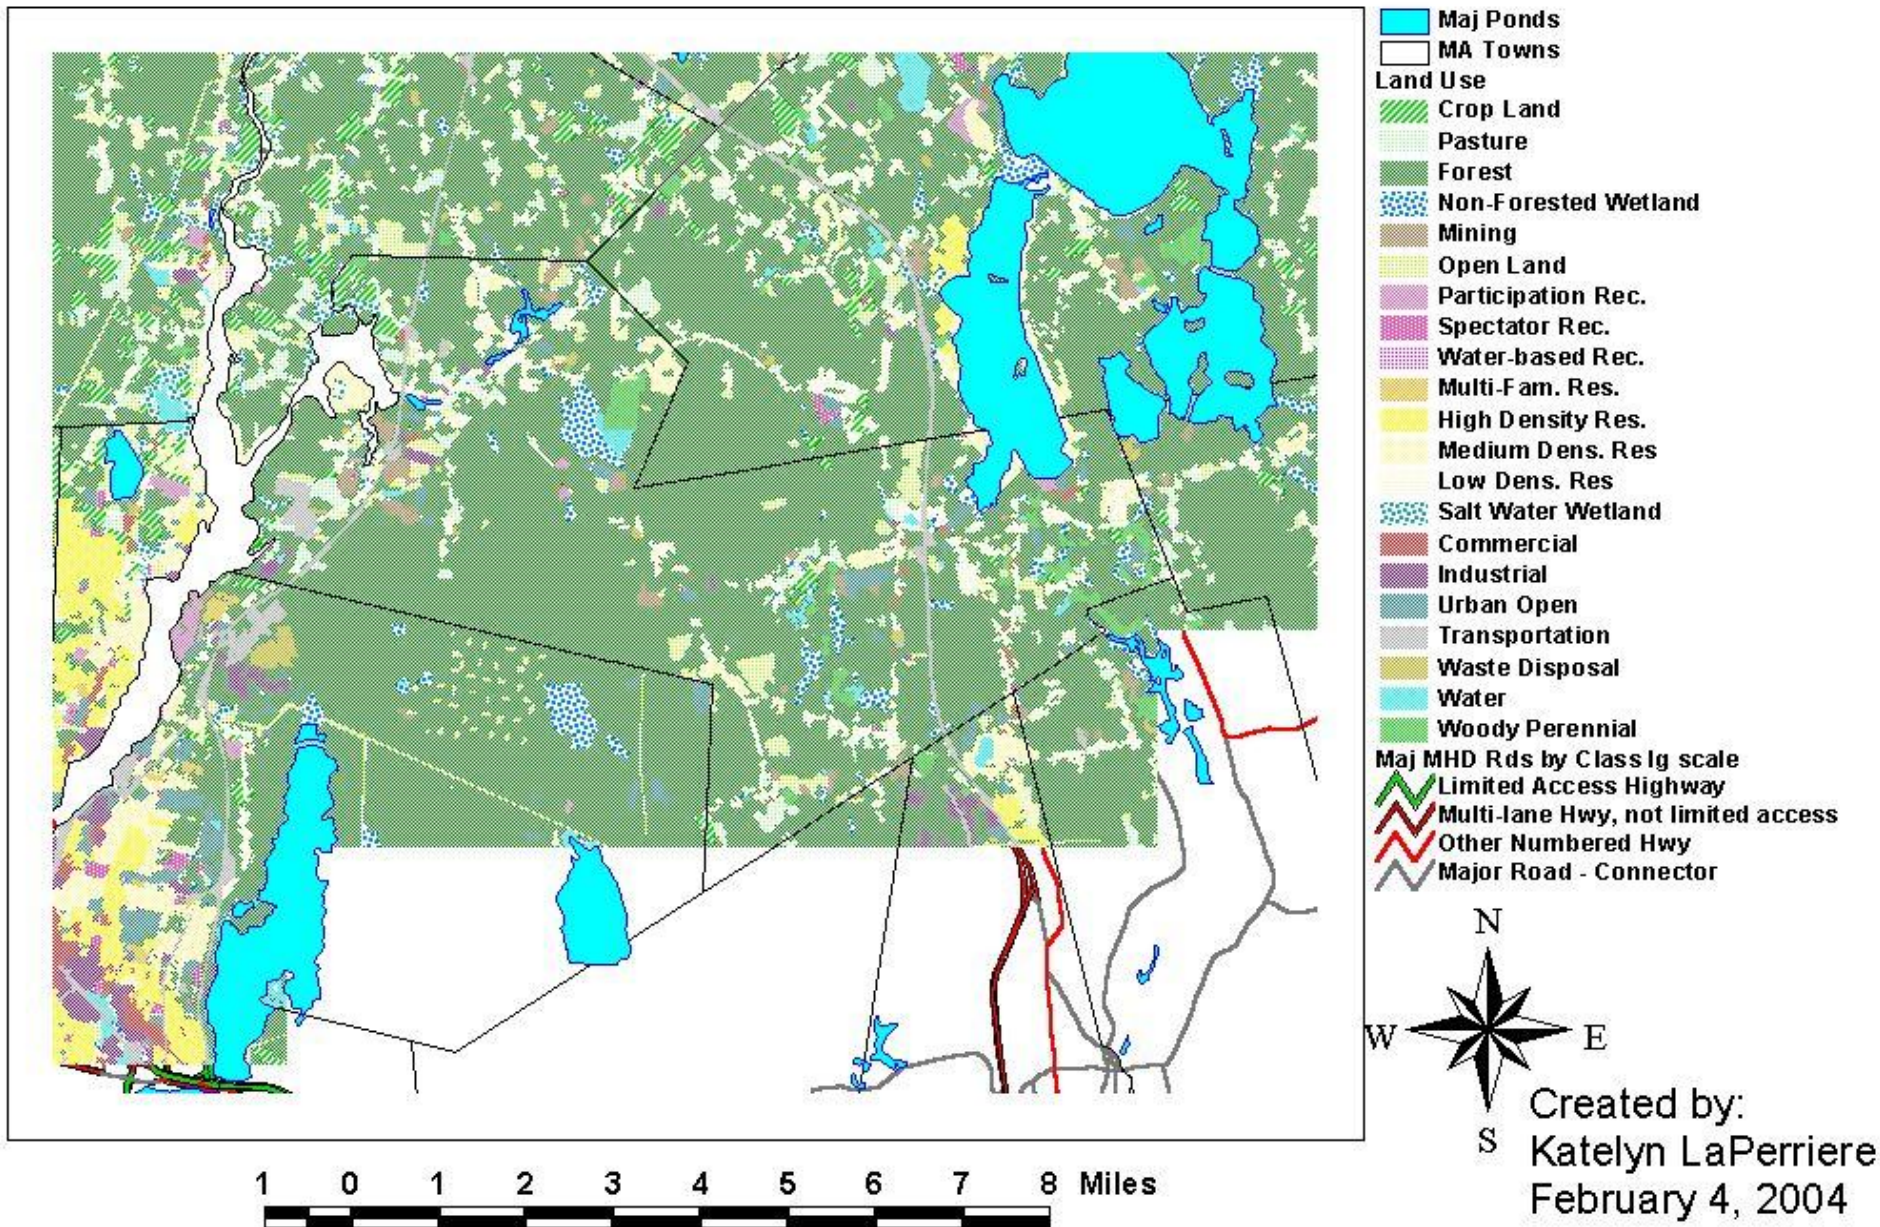 Maj Ponds
MA Towns
Land Use
Crop Land
Pasture
Forest
Non-Forested Wetland
Mining
Open Land
Participation Rec.
Spectator Rec.
Water-based Rec.
Multi-Fam. Res.
High Density Res.
Medium Dens. Res
Low Dens. Res
Salt Water Wetland
Commercial
Industrial
Urban Open
Transportation
Waste Disposal
Water
Woody Perennial
Maj MHD Rds by Class lg scale
Limited Access Highway
Multi-lane Hwy, not limited access
Other Numbered Hwy
Major Road - Connector
N
W E
S
Created by:
Katelyn LaPerriere
February 4, 2004
1 0 1 2 3 4 5 6 7 8 Miles